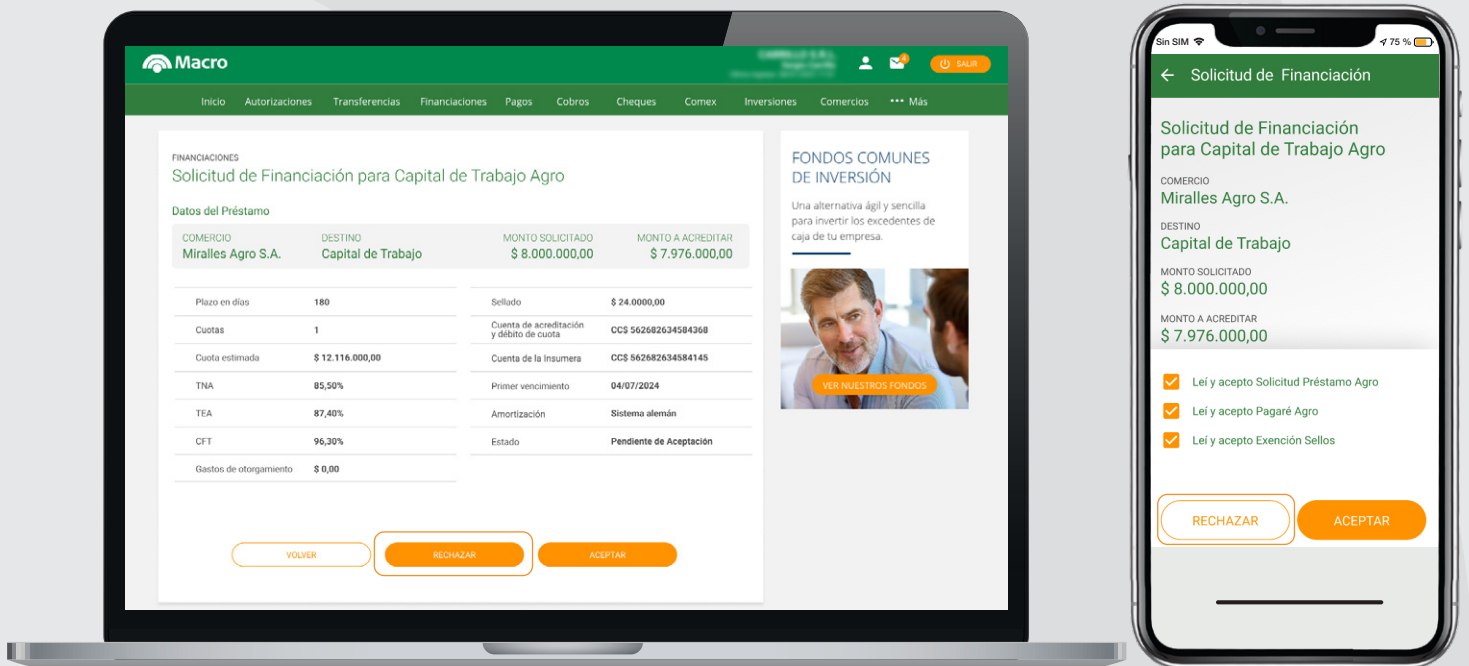 Macro
4
SALIR
Inicio Autorizaciones Transferencias Financiaciones Pagos Cobros Cheques Comex Inversiones Comercios ••• Más
FINANCIACIONES
Solicitud de Financiación para Capital de Trabajo Agro
Datos del Préstamo
COMERCIO DESTINO MONTO SOLICITADO MONTO A ACREDITAR
Miralles Agro S.A. Capital de Trabajo $ 8.000.000,00 $ 7.976.000,00
Plazo en días 180
Cuotas 1
Cuota estimada $ 12.116.000,00
TNA 85,50%
TEA 87,40%
CFT 96,30%
Gastos de otorgamiento $ 0,00
Sellado $ 24.0000,00
Cuenta de acreditación
y débito de cuota CC$ 562682634584368
Cuenta de la Insumera CC$ 562682634584145
Primer vencimiento 04/07/2024
Amortización Sistema alemán
Estado Pendiente de Aceptación
VOLVER RECHAZAR ACEPTAR
FONDOS COMUNES
DE INVERSIÓN
Una alternativa ágil y sencilla
para invertir los excedentes de
caja de tu empresa.
VER NUESTROS FONDOS
Sin SIM 75 %
Solicitud de Financiación
Solicitud de Financiación
para Capital de Trabajo Agro
COMERCIO
Miralles Agro S.A.
DESTINO
Capital de Trabajo
MONTO SOLICITADO
$ 8.000.000,00
MONTO A ACREDITAR
$ 7.976.000,00
Leí y acepto Solicitud Préstamo Agro
Leí y acepto Pagaré Agro
Leí y acepto Exención Sellos
RECHAZAR ACEPTAR